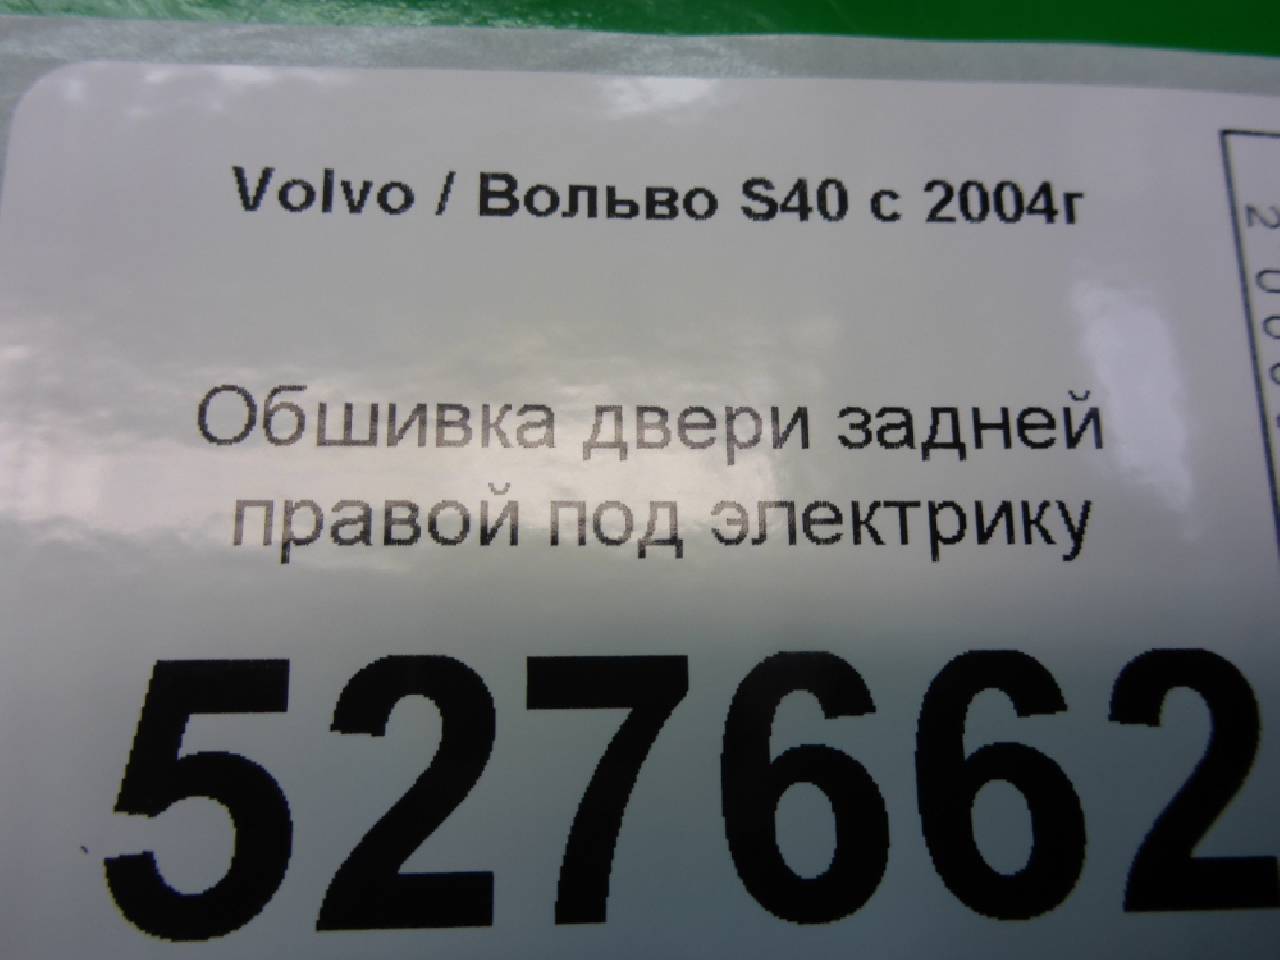 Volvo / Вольво S40 с 2004г
Обшивка двери задней
правой под электрику
527662